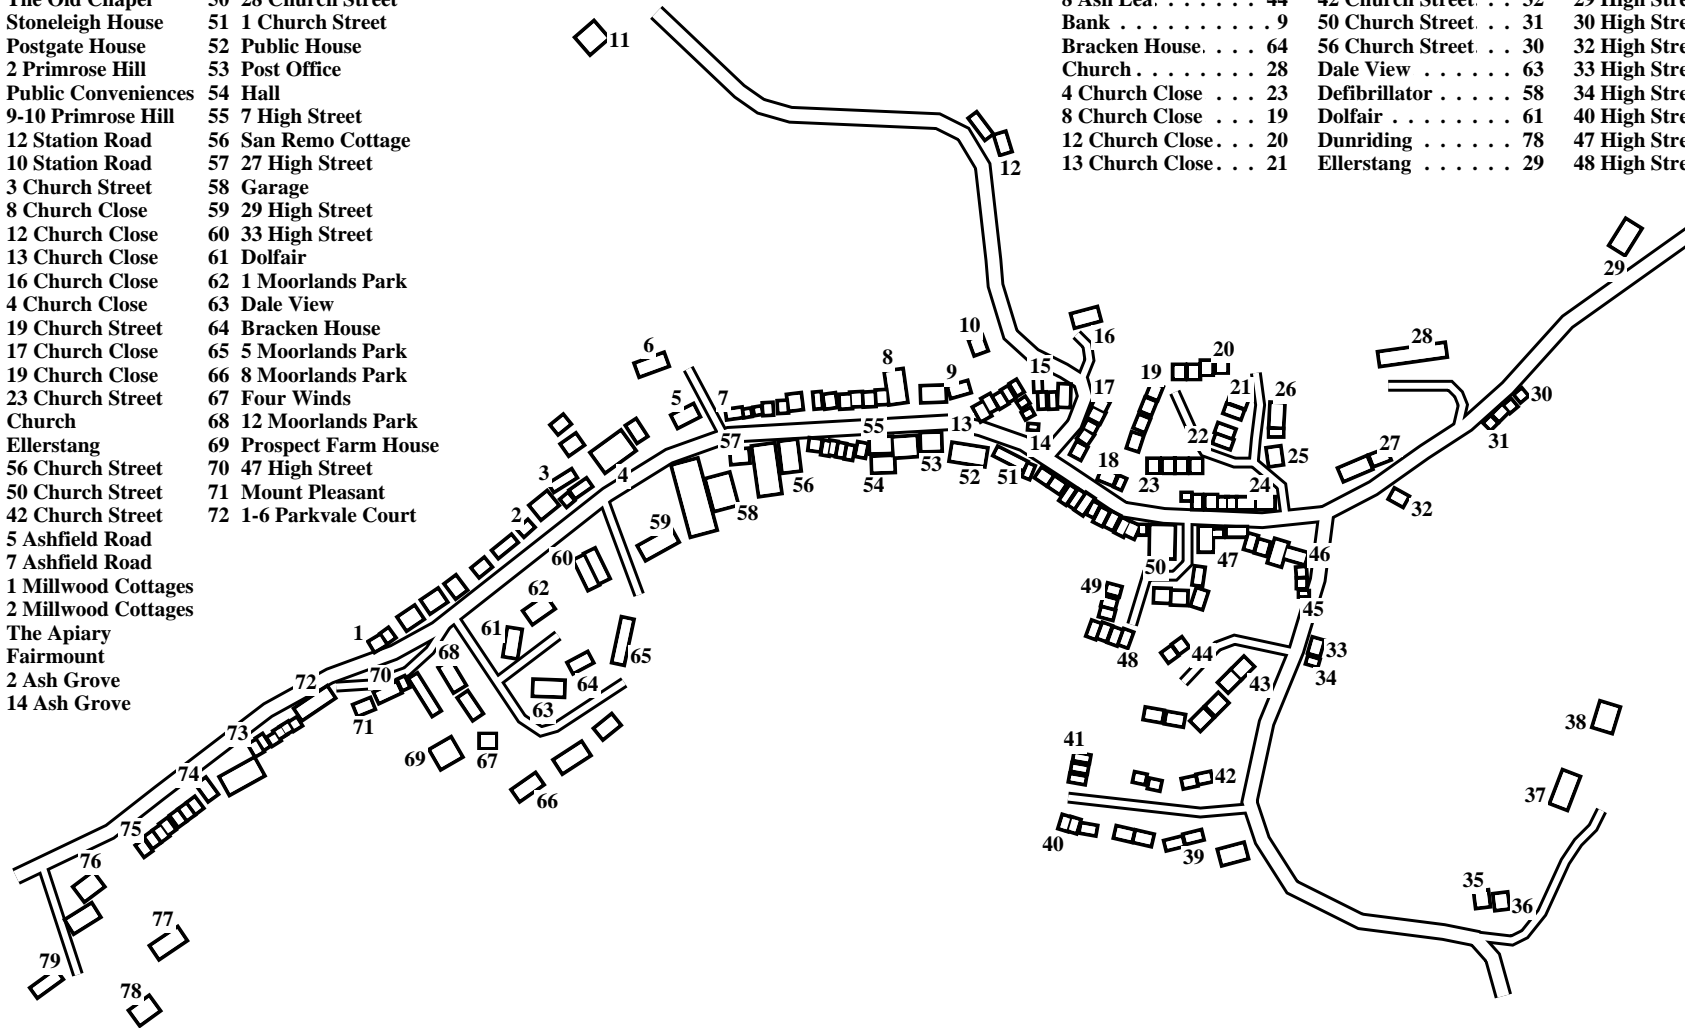 The Old Chapel 50 28 Church Street
Stoneleigh House 51 1 Church Street
Postgate House 52 Public House
2 Primrose Hill 53 Post Office
Public Conveniences 54 Hall
9-10 Primrose Hill 55 7 High Street
12 Station Road 56 San Remo Cottage
10 Station Road 57 27 High Street
3 Church Street 58 Garage
8 Church Close 59 29 High Street
12 Church Close 60 33 High Street
13 Church Close 61 Dolfair
16 Church Close 62 1 Moorlands Park
4 Church Close 63 Dale View
19 Church Street 64 Bracken House
17 Church Close 65 5 Moorlands Park
19 Church Close 66 8 Moorlands Park
23 Church Street 67 Four Winds
Church 68 12 Moorlands Park
Ellerstang 69 Prospect Farm House
56 Church Street 70 47 High Street
50 Church Street 71 Mount Pleasant
42 Church Street 72 1-6 Parkvale Court
5 Ashfield Road
7 Ashfield Road
1 Millwood Cottages
2 Millwood Cottages
The Apiary
Fairmount
2 Ash Grove
14 Ash Grove
8 Ash Lea . . . . . . . 44 42 Church Street . . 32 29 High Stre
Bank . . . . . . . . . . 9 50 Church Street . . 31 30 High Stre
Bracken House . . . . 64 56 Church Street . . 30 32 High Stre
Church . . . . . . . . 28 Dale View . . . . . . 63 33 High Stre
4 Church Close . . . 23 Defibrillator . . . . . 58 34 High Stre
8 Church Close . . . 19 Dolfair . . . . . . . . 61 40 High Stre
12 Church Close . . . 20 Dunriding . . . . . 78 47 High Stre
13 Church Close . . . 21 Ellerstang . . . . . . 29 48 High Stre
11
12
29
10
16
6
8
9
15
19
20
28
5
7
17
21
26
30
13
55
22
31
57
14
27
3
4
53
52
51
18
23
25
56
54
24
58
32
2
59
60
50
47
46
62
49
45
1
61
68
65
48
44
33
34
64
43
72
70
63
71
38
73
69
67
41
74
42
37
66
75
40
39
76
35
36
77
79
78